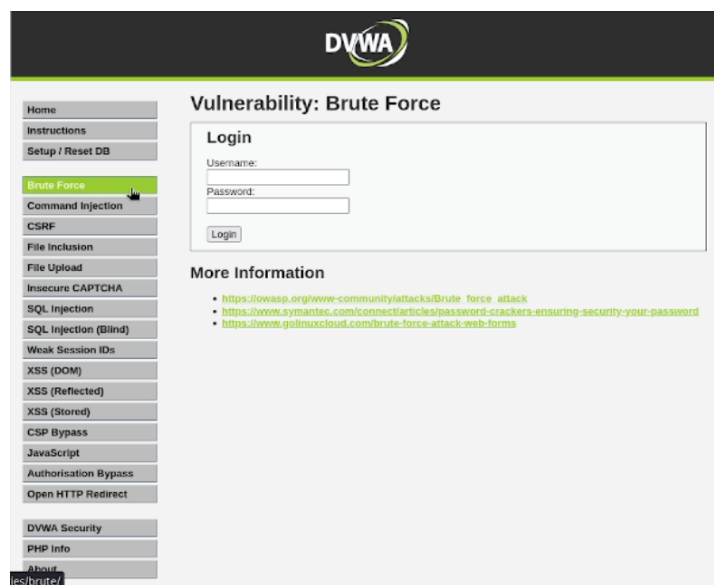 DVWA
Vulnerability: Brute Force
Home
Instructions
Setup / Reset DB
Brute Force
Command Injection
CSRF
File Inclusion
File Upload
Insecure CAPTCHA
SQL Injection
SQL Injection (Blind)
Weak Session IDs
XSS (DOM)
XSS (Reflected)
XSS (Stored)
CSP Bypass
JavaScript
Authorisation Bypass
Open HTTP Redirect
DVWA Security
PHP Info
About
ies/brute/
Login
Username:
Password:
Login
More Information
• https://owasp.org/www-community/attacks/Brute_force_attack
• https://www.symantec.com/connect/articles/password-crackers-ensuring-security-your-password
• https://www.golinuxcloud.com/brute-force-attack-web-forms